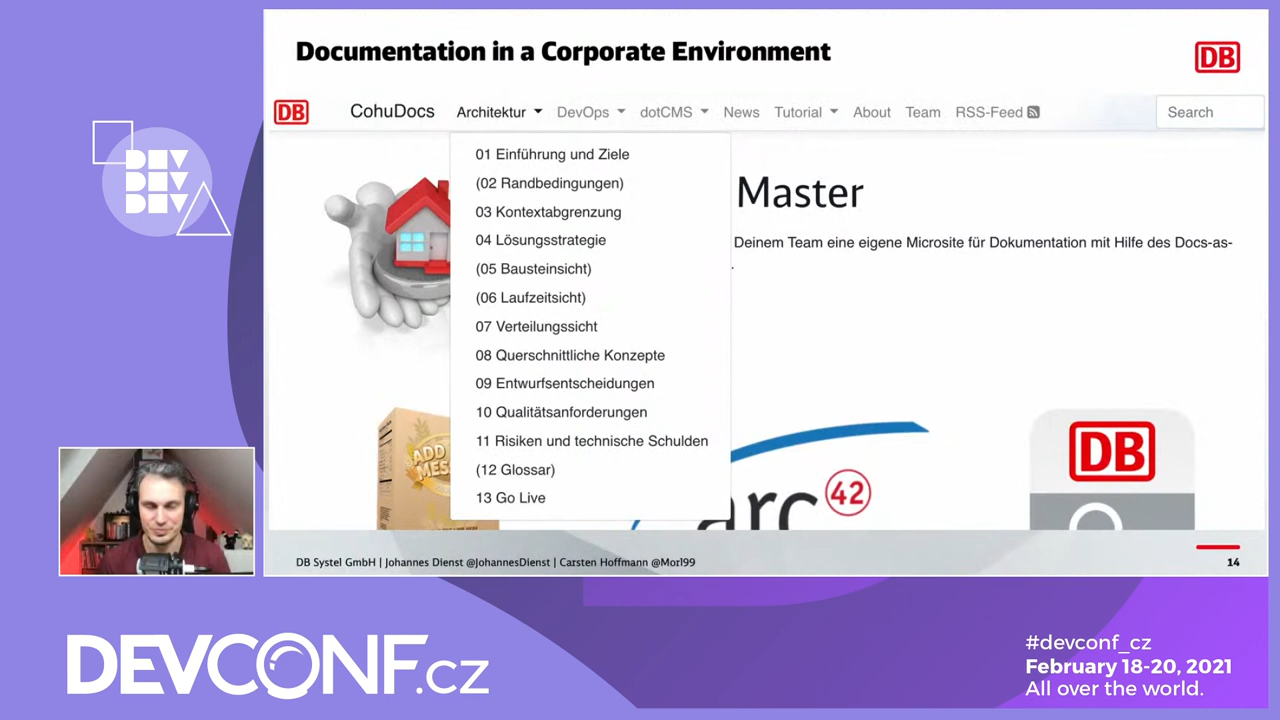 Documentation in a Corporate Environment
DB
DB
CohuDocs
Architektur
DevOps
dotCMS
News
Tutorial
About
Team
RSS-Feed
Search
01 Einführung und Ziele
(02 Randbedingungen)
03 Kontextabgrenzung
04 Lösungsstrategie
(05 Bausteinsicht)
(06 Laufzeitsicht)
07 Verteilungssicht
08 Querschnittliche Konzepte
09 Entwurfsentscheidungen
10 Qualitätsanforderungen
11 Risiken und technische Schulden
(12 Glossar)
13 Go Live
Master
Deinem Team eine eigene Microsite für Dokumentation mit Hilfe des Docs-as-
.
DEV
DEV
DEV
ADD
arc 42
DB
DB Systel GmbH | Johannes Dienst @JohannesDienst | Carsten Hoffmann @Mor199
14
DEVCONF.cz
#devconf_cz
February 18-20, 2021
All over the world.